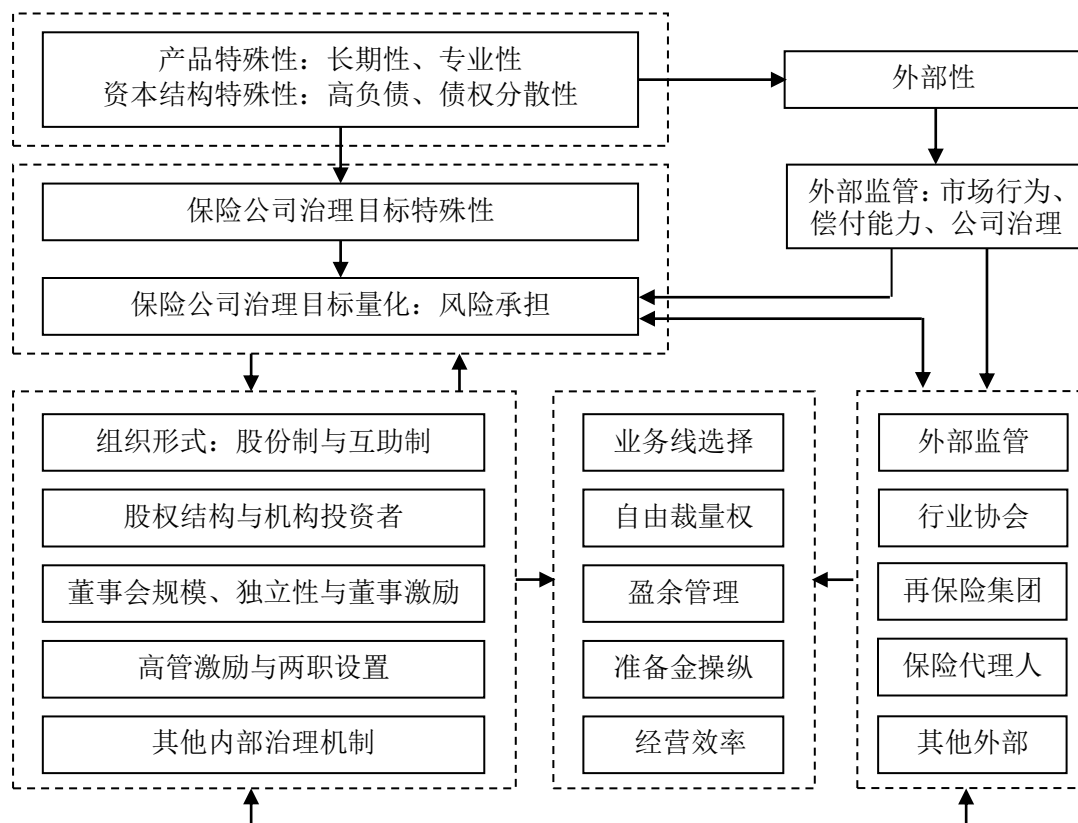 产品特殊性：长期性、专业性
资本结构特殊性：高负债、债权分散性
外部性
保险公司治理目标特殊性
外部监管：市场行为、
偿付能力、公司治理
保险公司治理目标量化：风险承担
组织形式：股份制与互助制
股权结构与机构投资者
董事会规模、独立性与董事激励
高管激励与两职设置
其他内部治理机制
业务线选择
自由裁量权
盈余管理
准备金操纵
经营效率
外部监管
行业协会
再保险集团
保险代理人
其他外部